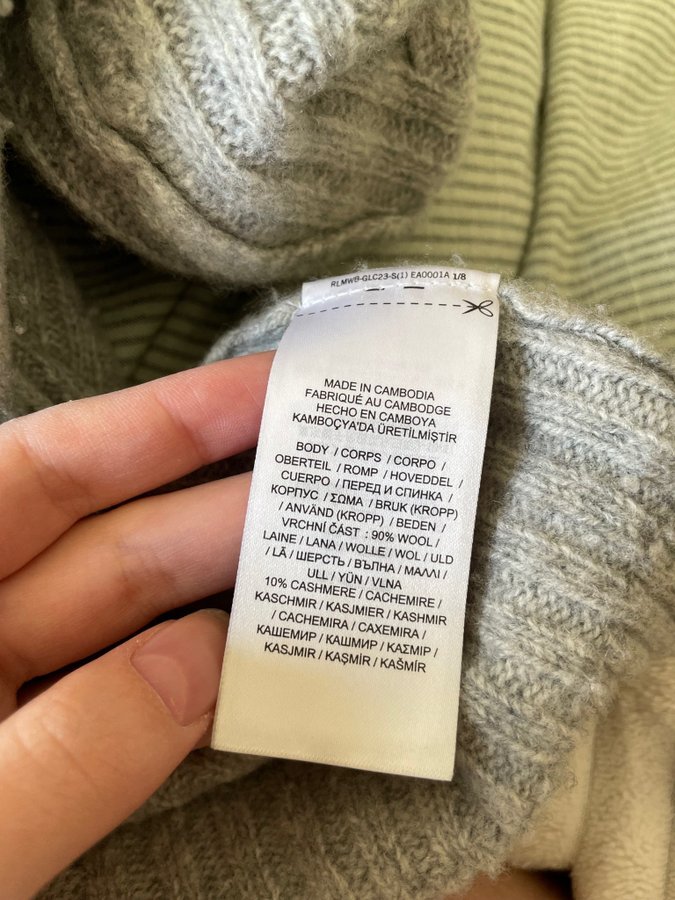 RLMWB-GLC23-S(1) EA0001A 1/8
MADE IN CAMBODIA
FABRIQUÉ AU CAMBODGE
HECHO EN CAMBOYA
KAMBOÇYA'DA ÜRETİLMİŞTİR
BODY / CORPS / CORPO /
OBERTEIL / ROMP / HOVEDDEL /
CUERPO / ПЕРЕД И СПИНКА /
КОРПУС / ΣΩΜΑ / BRUK (KROPP)
/ ANVÄND (KROPP) / BEDEN /
VRCHNÍ ČÁST : 90% WOOL /
LAINE / LANA / WOLLE / WOL / ULD
/ LÃ / ШЕРСТЬ / ВЪЛНА / ΜΑΛΛΙ /
ULL / YÜN / VLNA
10% CASHMERE / CACHEMIRE /
KASCHMIR / KASJMIER / KASHMIR
/ CACHEMIRA / CAXEMIRA /
КАШЕМИР / КАШМИР / ΚΑΣΜΙΡ /
KASJMIR / KAŞMİR / KAŠMÍR